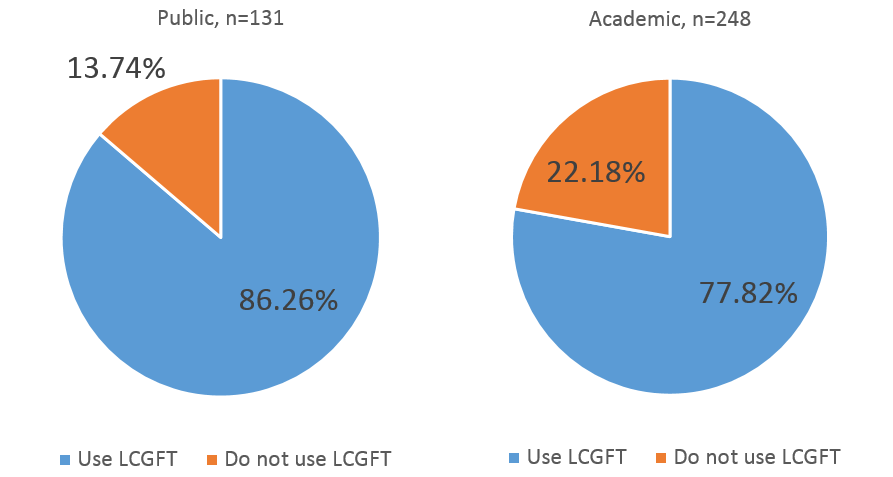 Public, n=131
13.74%
86.26%
Use LCGFT Do not use LCGFT
Academic, n=248
22.18%
77.82%
Use LCGFT Do not use LCGFT